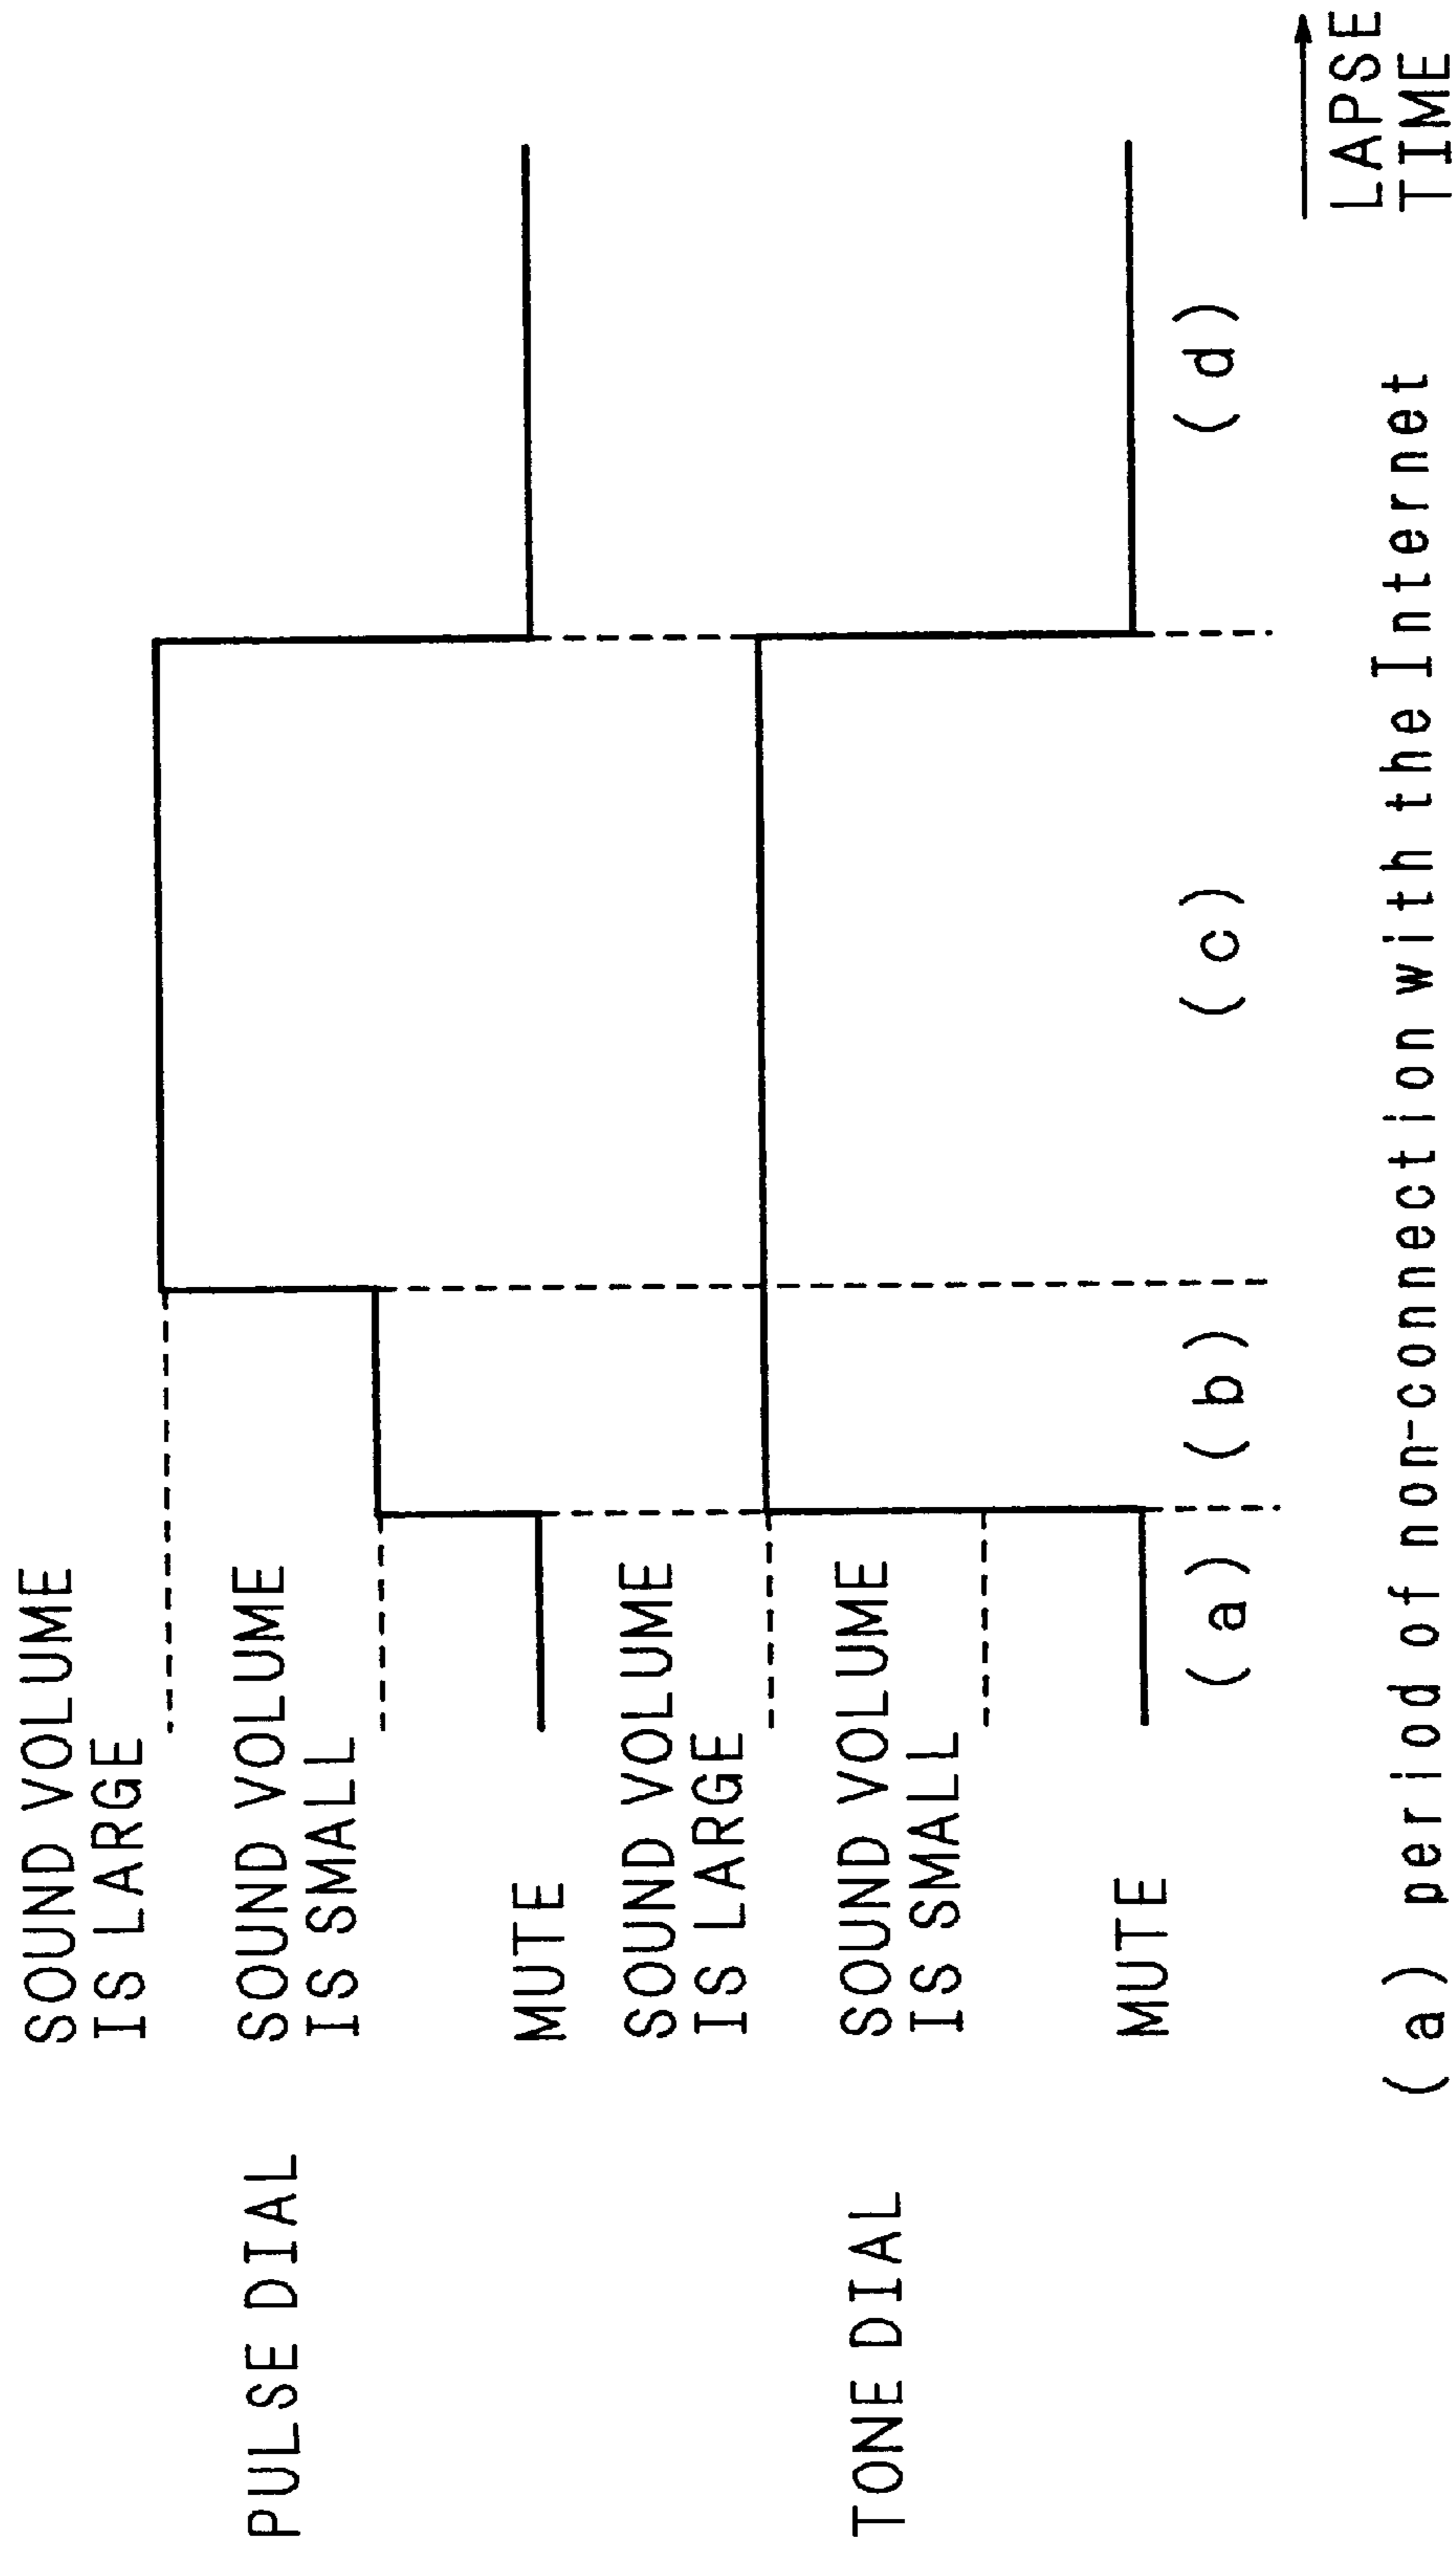 SOUND VOLUME
IS LARGE
PULSE DIAL
SOUND VOLUME
IS SMALL
MUTE
SOUND VOLUME
IS LARGE
TONE DIAL
SOUND VOLUME
IS SMALL
MUTE
(a) (b) (c) (d)
LAPSE
TIME
(a) period of non-connection with the Internet